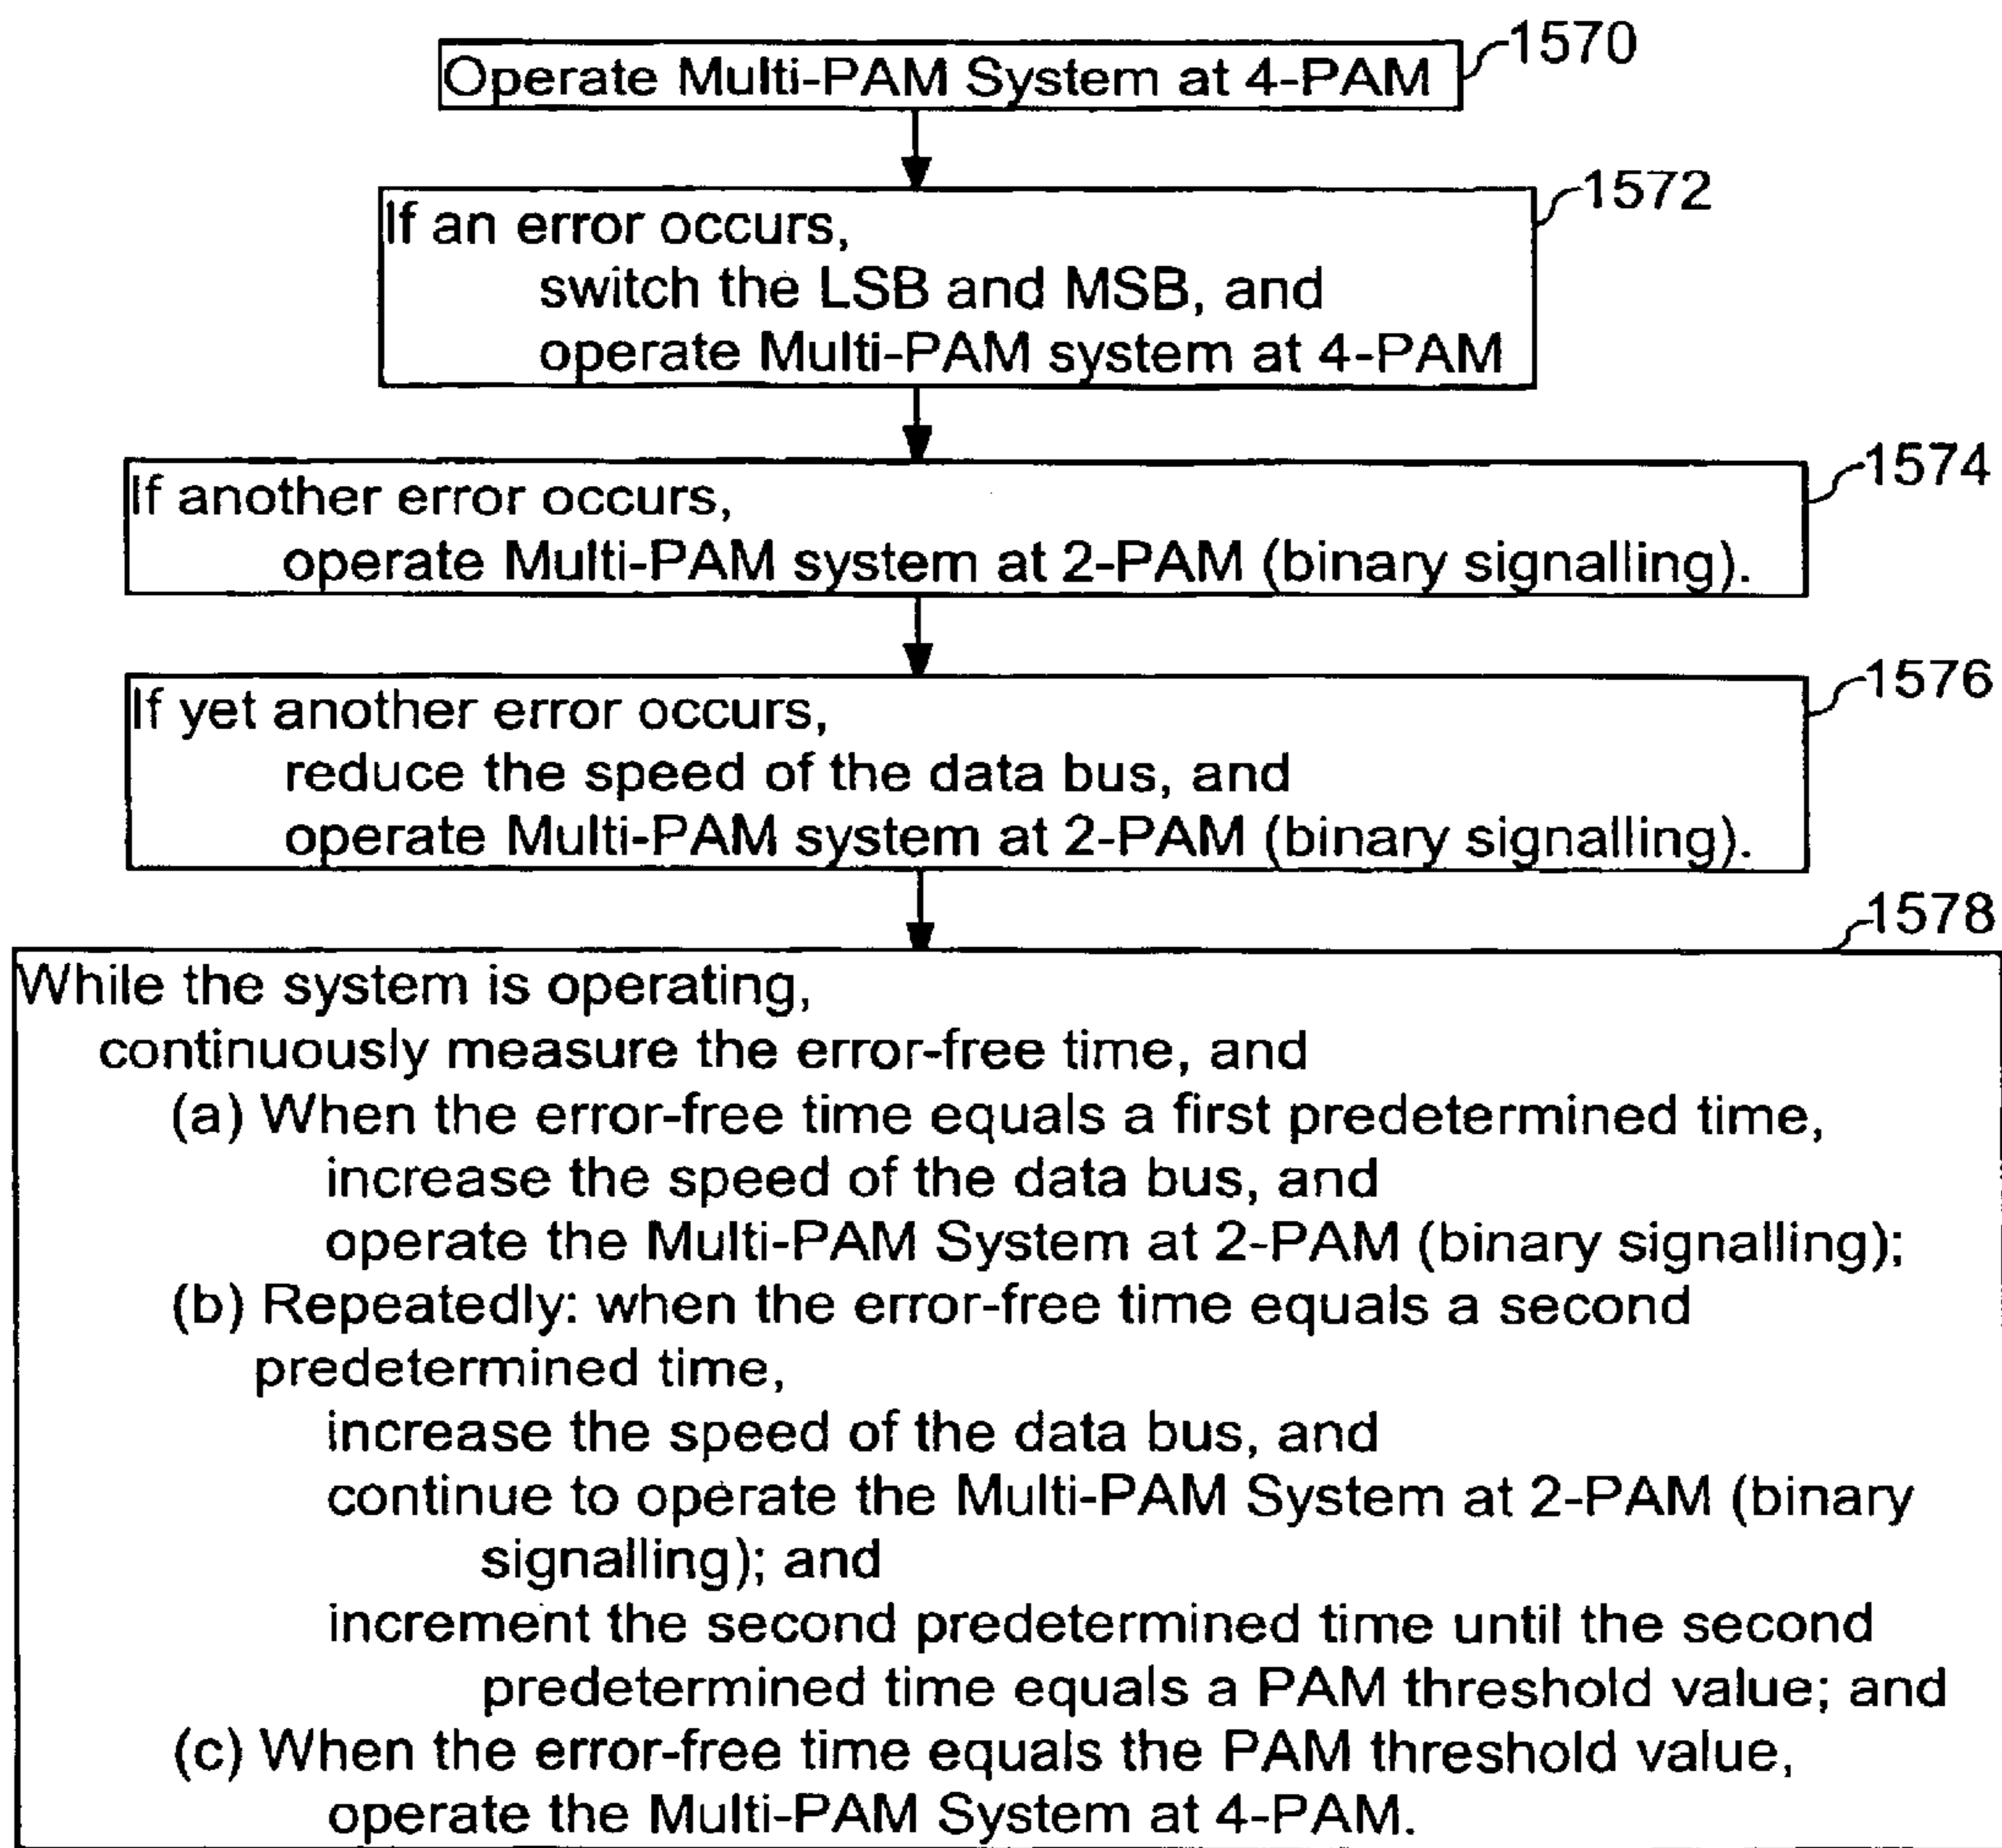 Operate Multi-PAM System at 4-PAM
1570
1572
If an error occurs,
switch the LSB and MSB, and
operate Multi-PAM system at 4-PAM
1574
If another error occurs,
operate Multi-PAM system at 2-PAM (binary signalling).
1576
If yet another error occurs,
reduce the speed of the data bus, and
operate Multi-PAM system at 2-PAM (binary signalling).
1578
While the system is operating,
continuously measure the error-free time, and
(a) When the error-free time equals a first predetermined time,
increase the speed of the data bus, and
operate the Multi-PAM System at 2-PAM (binary signalling);
(b) Repeatedly: when the error-free time equals a second
predetermined time,
increase the speed of the data bus, and
continue to operate the Multi-PAM System at 2-PAM (binary
signalling); and
increment the second predetermined time until the second
predetermined time equals a PAM threshold value; and
(c) When the error-free time equals the PAM threshold value,
operate the Multi-PAM System at 4-PAM.